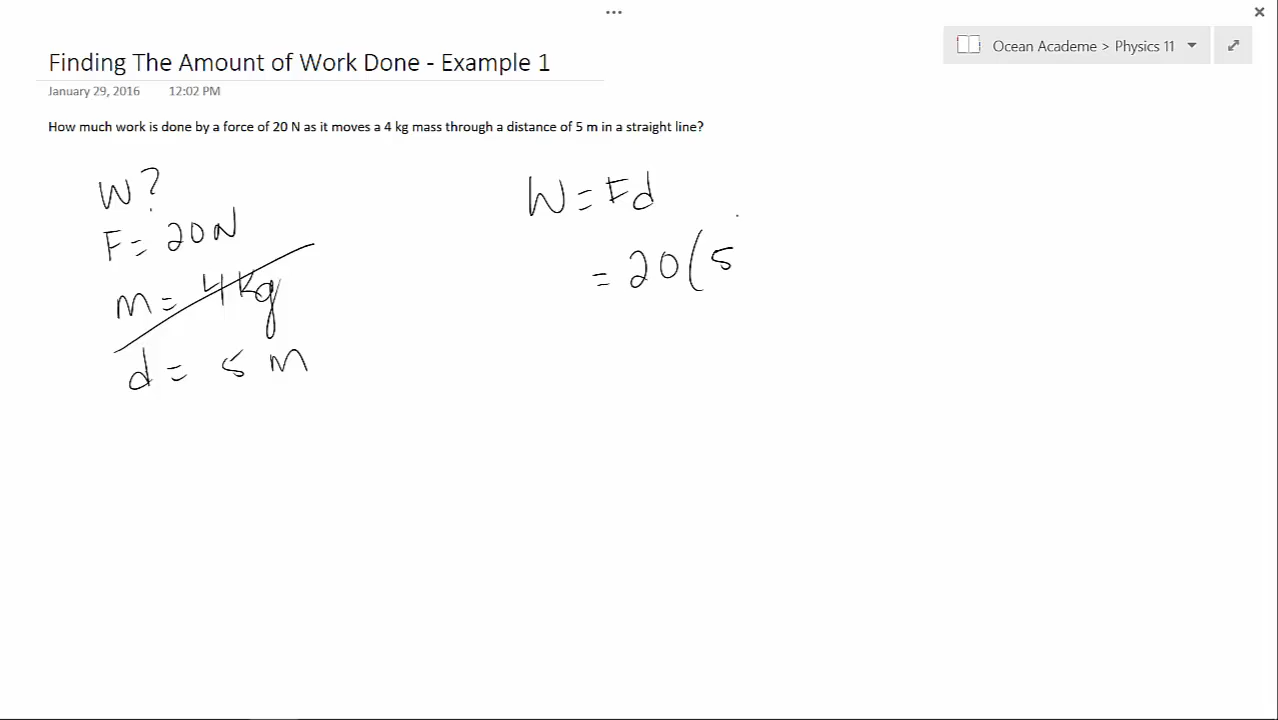 ...
Ocean Academe > Physics 11
Finding The Amount of Work Done - Example 1
January 29, 2016 12:02 PM
How much work is done by a force of 20 N as it moves a 4 kg mass through a distance of 5 m in a straight line?
W?
F = 20N
m = 4kg
d = 5 m
W = Fd
= 20(5